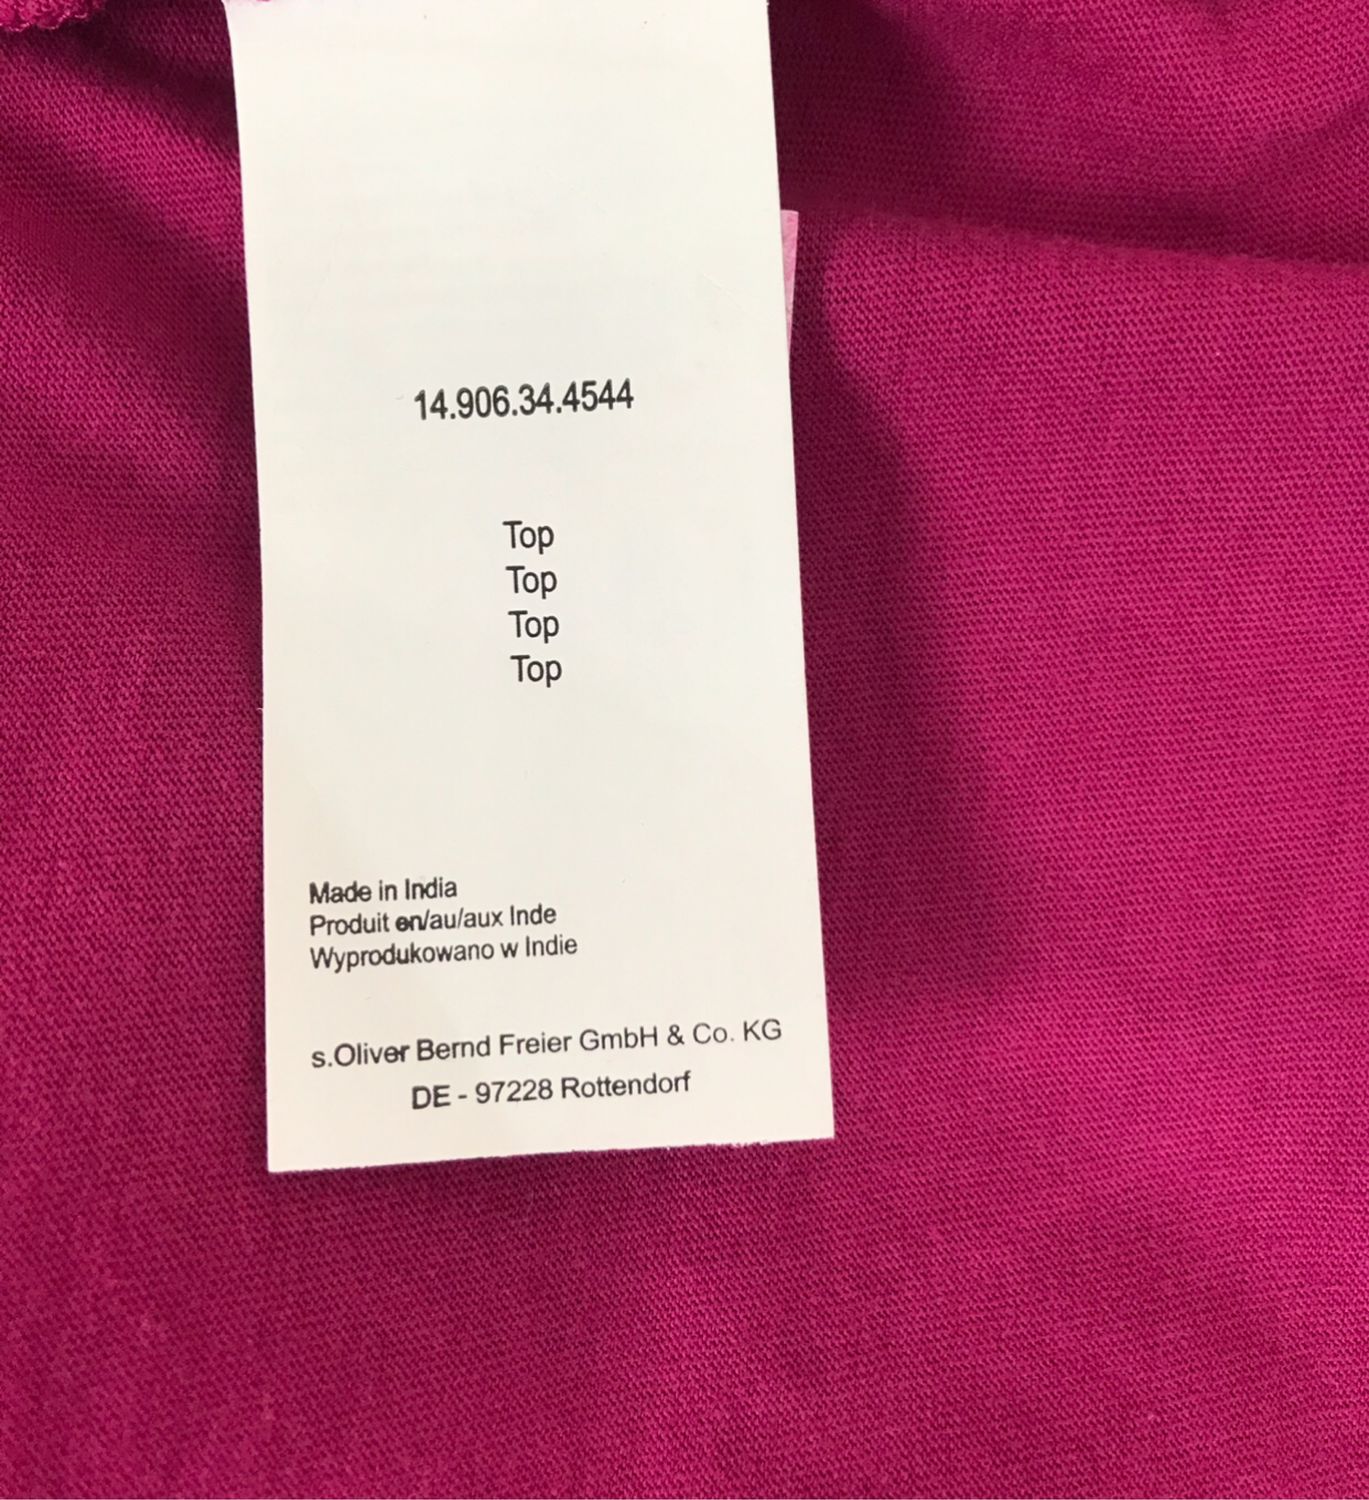 14.906.34.4544
Top
Top
Top
Top
Made in India
Produit en/au/aux Inde
Wyprodukowano w Indie
s.Oliver Bernd Freier GmbH & Co. KG
DE - 97228 Rottendorf